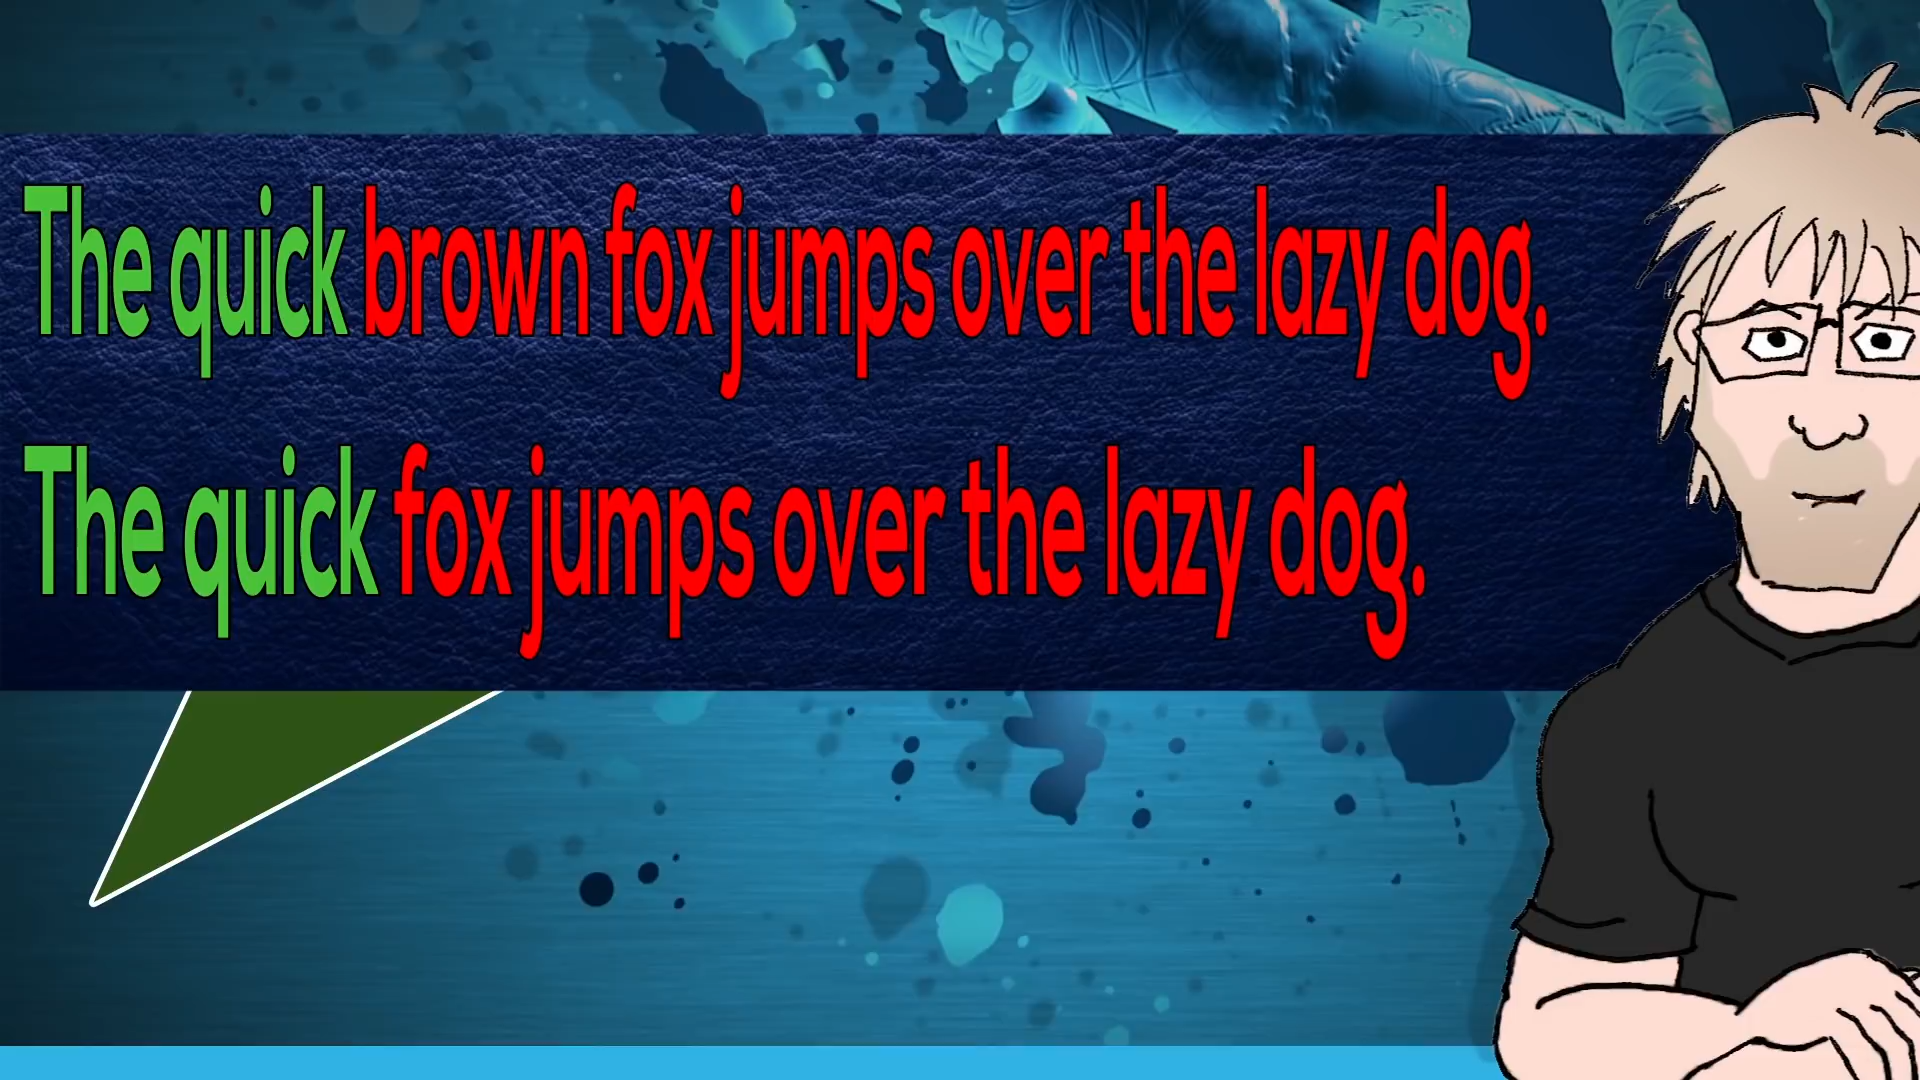 The quick brown fox jumps over the lazy dog.
The quick fox jumps over the lazy dog.